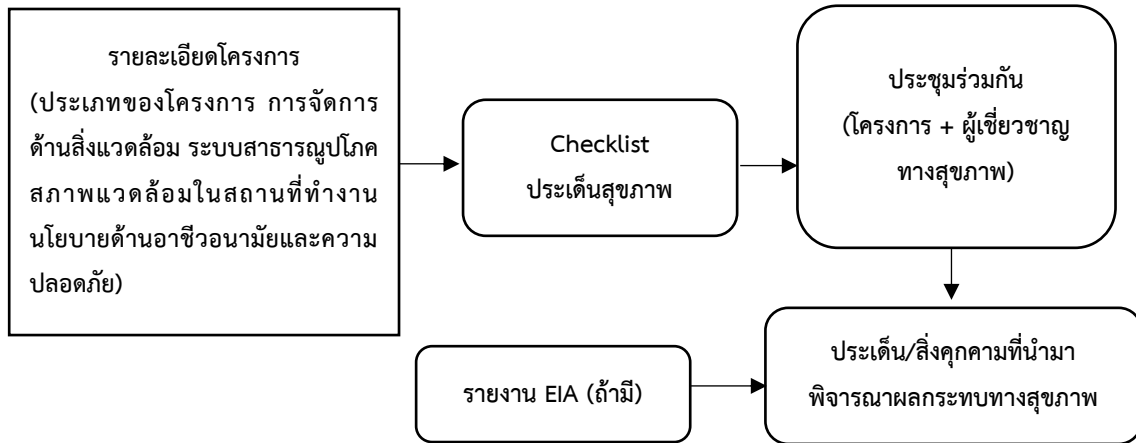 รายละเอียดโครงการ
(ประเภทของโครงการ การจัดการ
ด้านสิ่งแวดล้อม ระบบสาธารณูปโภค
สภาพแวดล้อมในสถานที่ทำงาน
นโยบายด้านอาชีวอนามัยและความ
ปลอดภัย)
Checklist
ประเด็นสุขภาพ
ประชุมร่วมกัน
(โครงการ + ผู้เชี่ยวชาญ
ทางสุขภาพ)
รายงาน EIA (ถ้ามี)
ประเด็น/สิ่งคุกคามที่นำมา
พิจารณาผลกระทบทางสุขภาพ